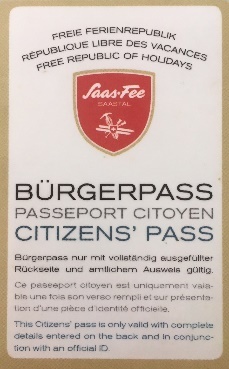 FREIE FERIENREPUBLIK
RÉPUBLIQUE LIBRE DES VACANCES
FREE REPUBLIC OF HOLIDAYS
Saas-Fee
SAASTAL
BÜRGERPASS
PASSEPORT CITOYEN
CITIZENS' PASS
Bürgerpass nur mit vollständig ausgefüllter
Rückseite und amtlichem Ausweis gültig.
Ce passeport citoyen est uniquement vala-
ble une fois son verso rempli et sur présenta-
tion d'une pièce d'identité officielle.
This Citizens' pass is only valid with complete
details entered on the back and in conjunc-
tion with an official ID.